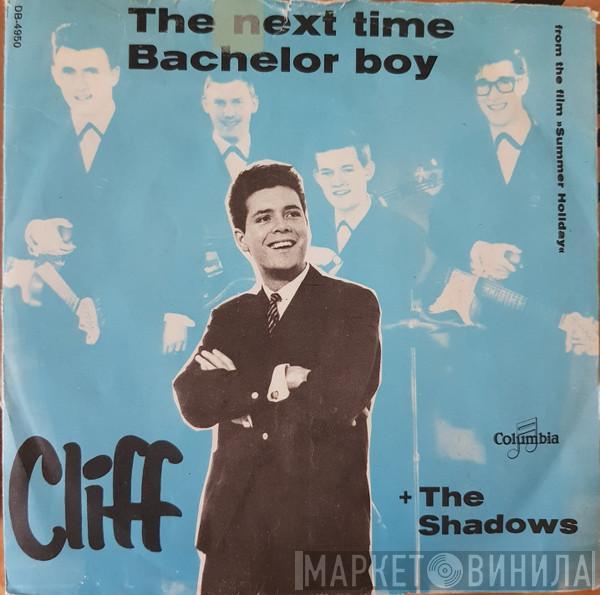 DB-4950
The next time
Bachelor boy
from the film »Summer Holiday«
Columbia
Cliff
+ The
Shadows
МАРКЕТ ВИНИЛА